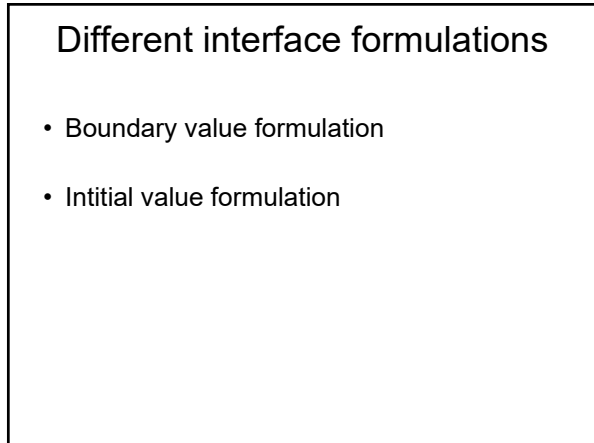 Different interface formulations
• Boundary value formulation
• Intitial value formulation